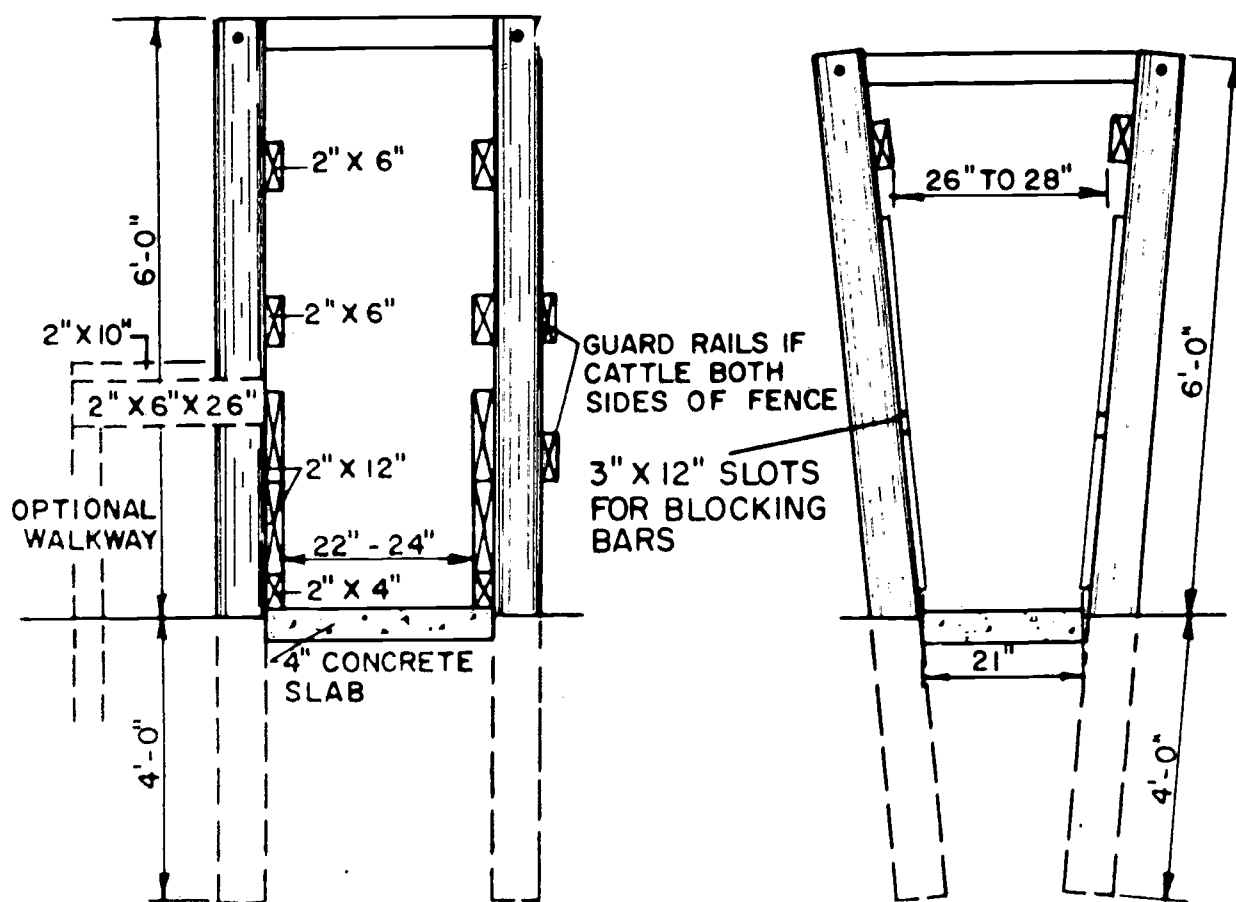 6'-0"
2" X 6"
2" X 6"
2" X 10"
2" X 6" X 26"
2" X 12"
OPTIONAL
WALKWAY
22" - 24"
2" X 4"
4" CONCRETE
SLAB
4'-0"
GUARD RAILS IF
CATTLE BOTH
SIDES OF FENCE
3" X 12" SLOTS
FOR BLOCKING
BARS
26" TO 28"
6'-0"
21"
4'-0"